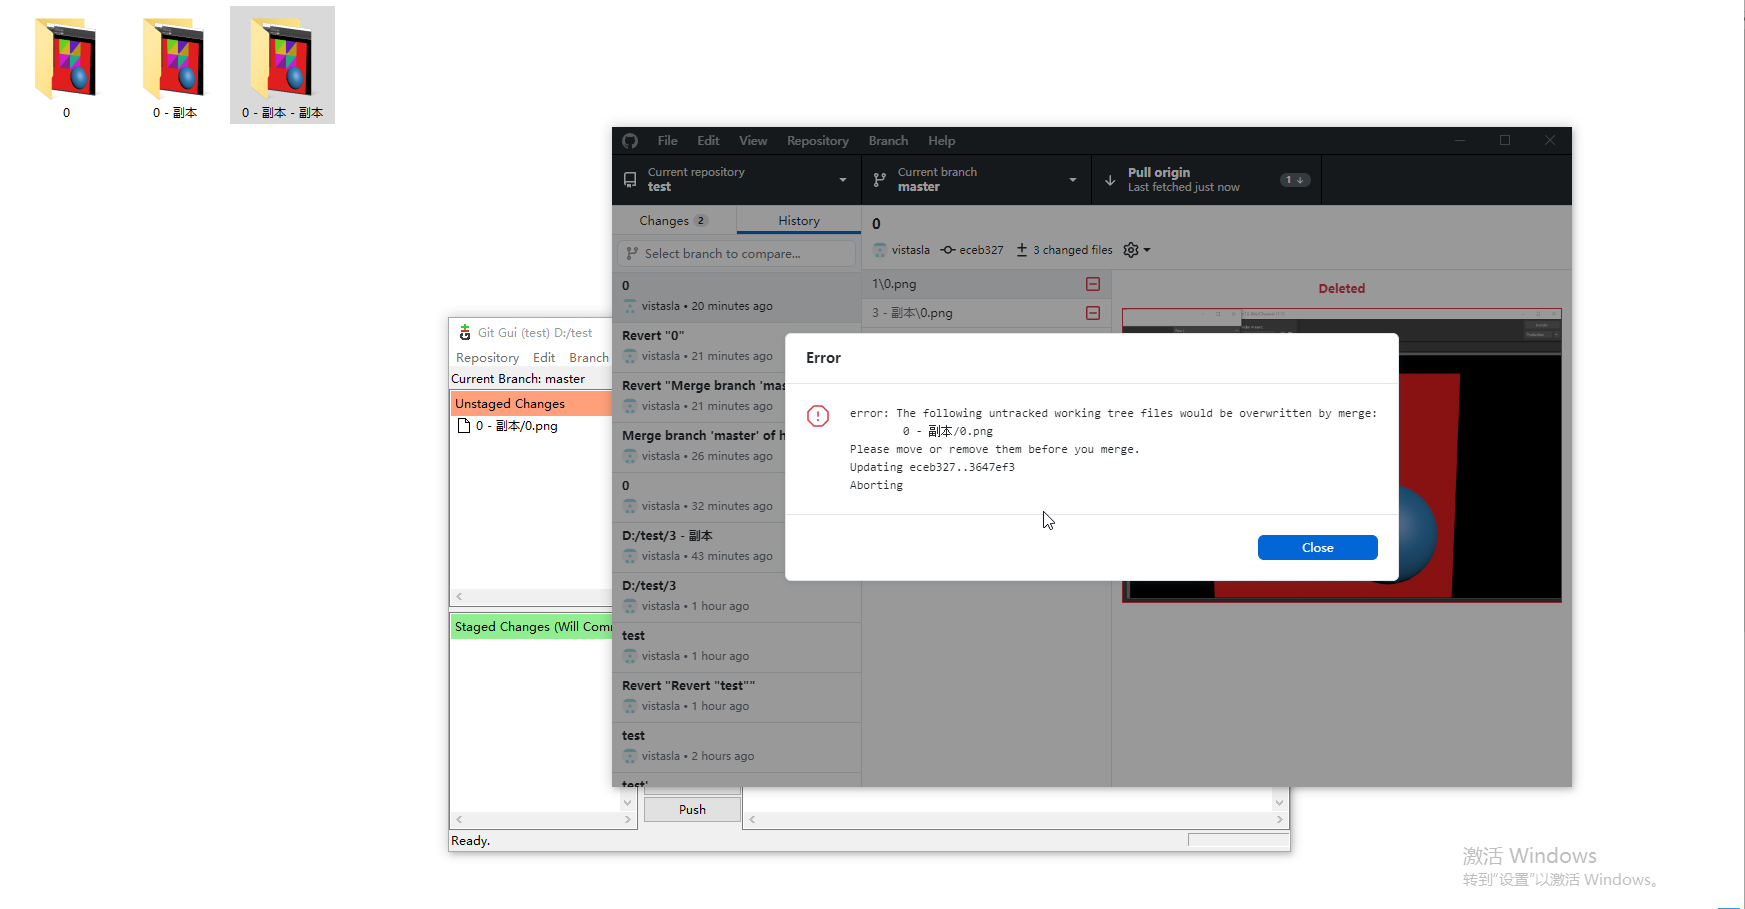 0
0 - 副本
0 - 副本 - 副本
File Edit View Repository Branch Help
Current repository
test
Current branch
master
Pull origin
Last fetched just now
1
Changes 2
History
Select branch to compare...
0
vistasla • 20 minutes ago
Revert "0"
vistasla • 21 minutes ago
Revert "Merge branch 'mas
vistasla • 21 minutes ago
Merge branch 'master' of h
vistasla • 26 minutes ago
0
vistasla • 32 minutes ago
D:/test/3 - 副本
vistasla • 43 minutes ago
D:/test/3
vistasla • 1 hour ago
test
vistasla • 1 hour ago
Revert "Revert "test""
vistasla • 1 hour ago
test
vistasla • 2 hours ago
test'
0
vistasla eceb327 3 changed files
1\0.png
3 - 副本\0.png
Deleted
Error
error: The following untracked working tree files would be overwritten by merge:
0 - 副本/0.png
Please move or remove them before you merge.
Updating eceb327..3647ef3
Aborting
Close
Git Gui (test) D:/test
Repository Edit Branch
Current Branch: master
Unstaged Changes
0 - 副本/0.png
Staged Changes (Will Com
Push
Ready.
激活 Windows
转到“设置”以激活 Windows。